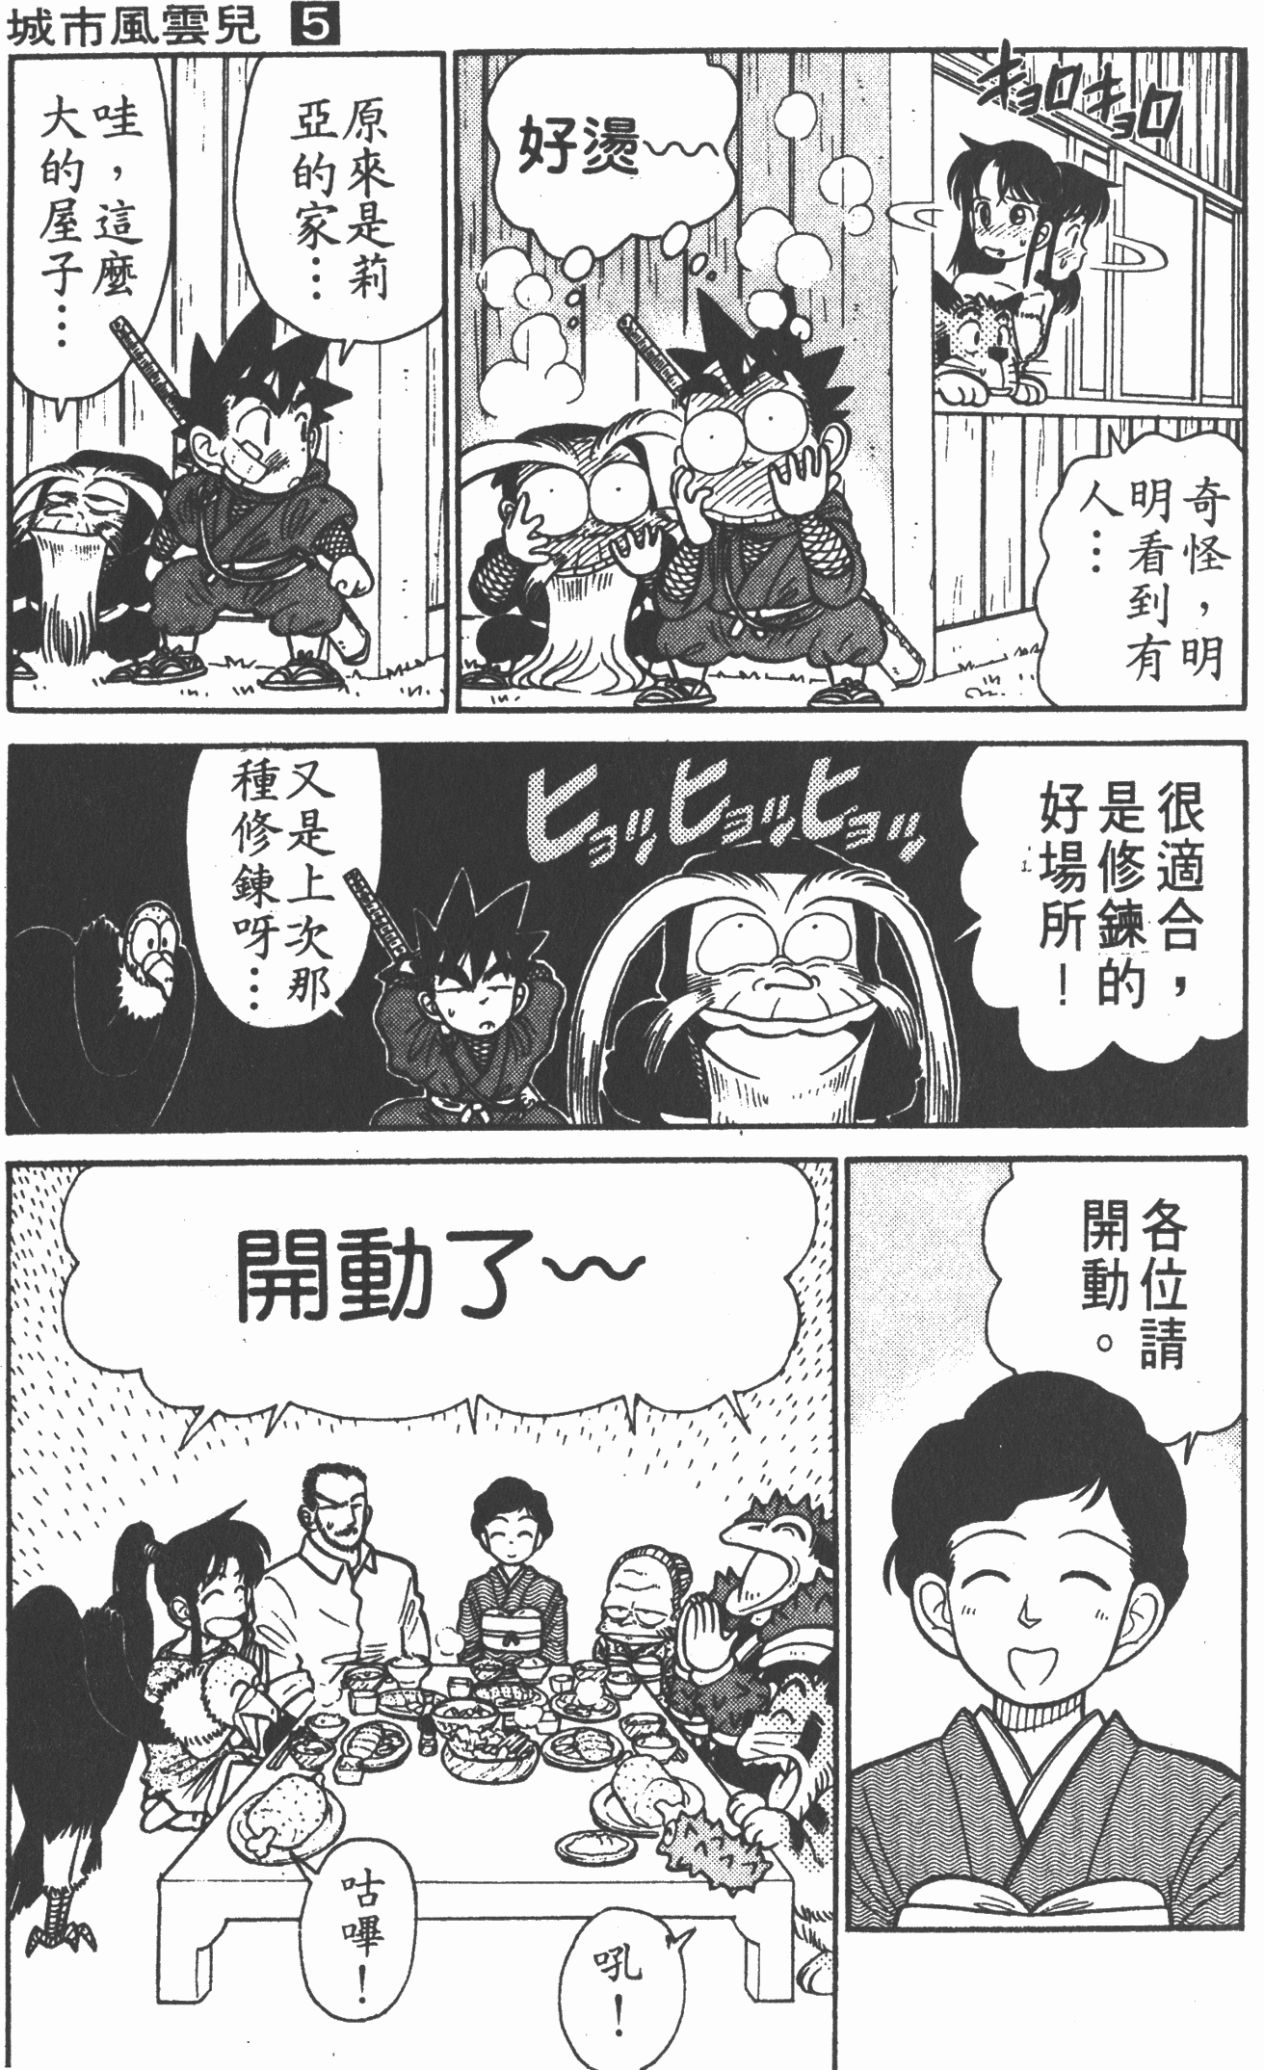 城市風雲兒 5
キョロキョロ
奇怪，明
明看到有
人…
好燙～
原來是莉
亞的家…
哇，這麼
大的屋子…
很適合，
是修鍊的
好場所！
ヒョッヒョッヒョッ
又是上次那
種修鍊呀…
各位請
開動。
開動了～
咕嗶！
吼！